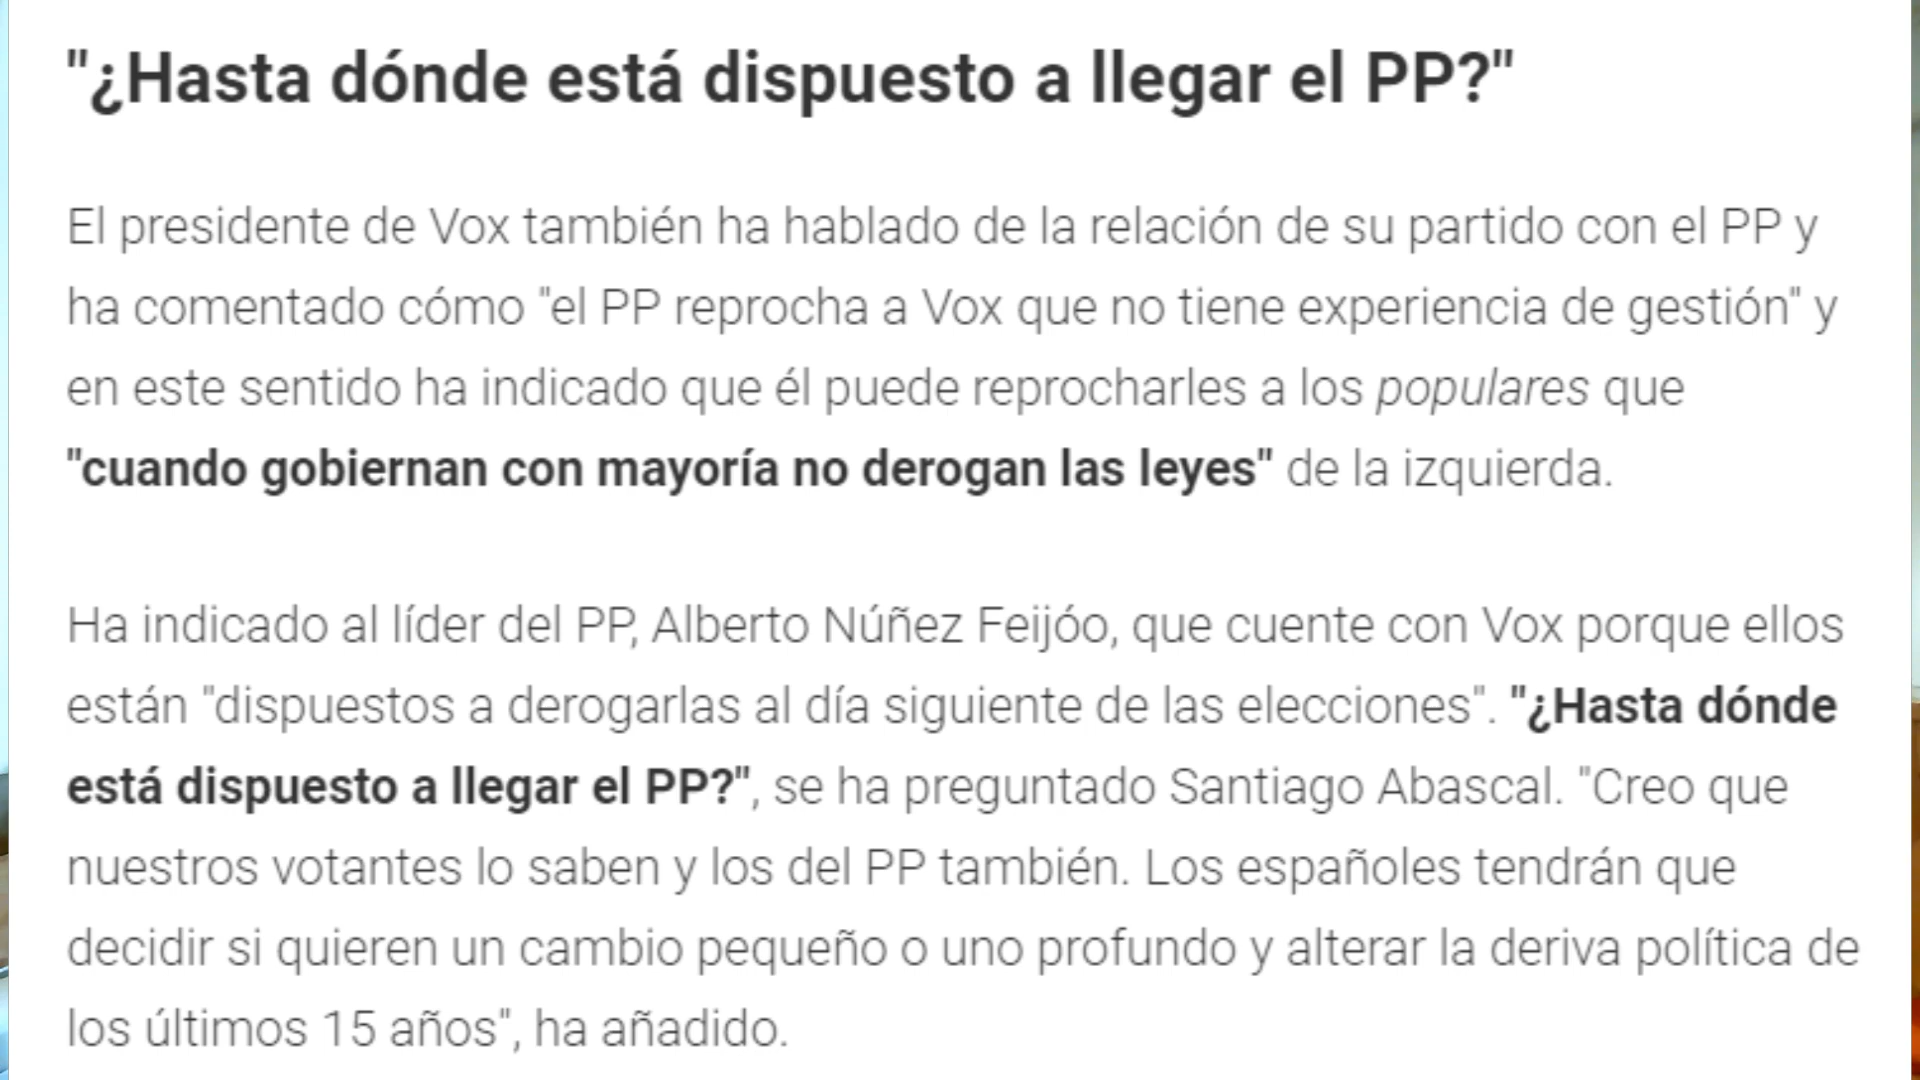 "¿Hasta dónde está dispuesto a llegar el PP?"
El presidente de Vox también ha hablado de la relación de su partido con el PP y
ha comentado cómo "el PP reprocha a Vox que no tiene experiencia de gestión" y
en este sentido ha indicado que él puede reprocharles a los populares que
"cuando gobiernan con mayoría no derogan las leyes" de la izquierda.
Ha indicado al líder del PP, Alberto Núñez Feijóo, que cuente con Vox porque ellos
están "dispuestos a derogarlas al día siguiente de las elecciones". "¿Hasta dónde
está dispuesto a llegar el PP?", se ha preguntado Santiago Abascal. "Creo que
nuestros votantes lo saben y los del PP también. Los españoles tendrán que
decidir si quieren un cambio pequeño o uno profundo y alterar la deriva política de
los últimos 15 años", ha añadido.